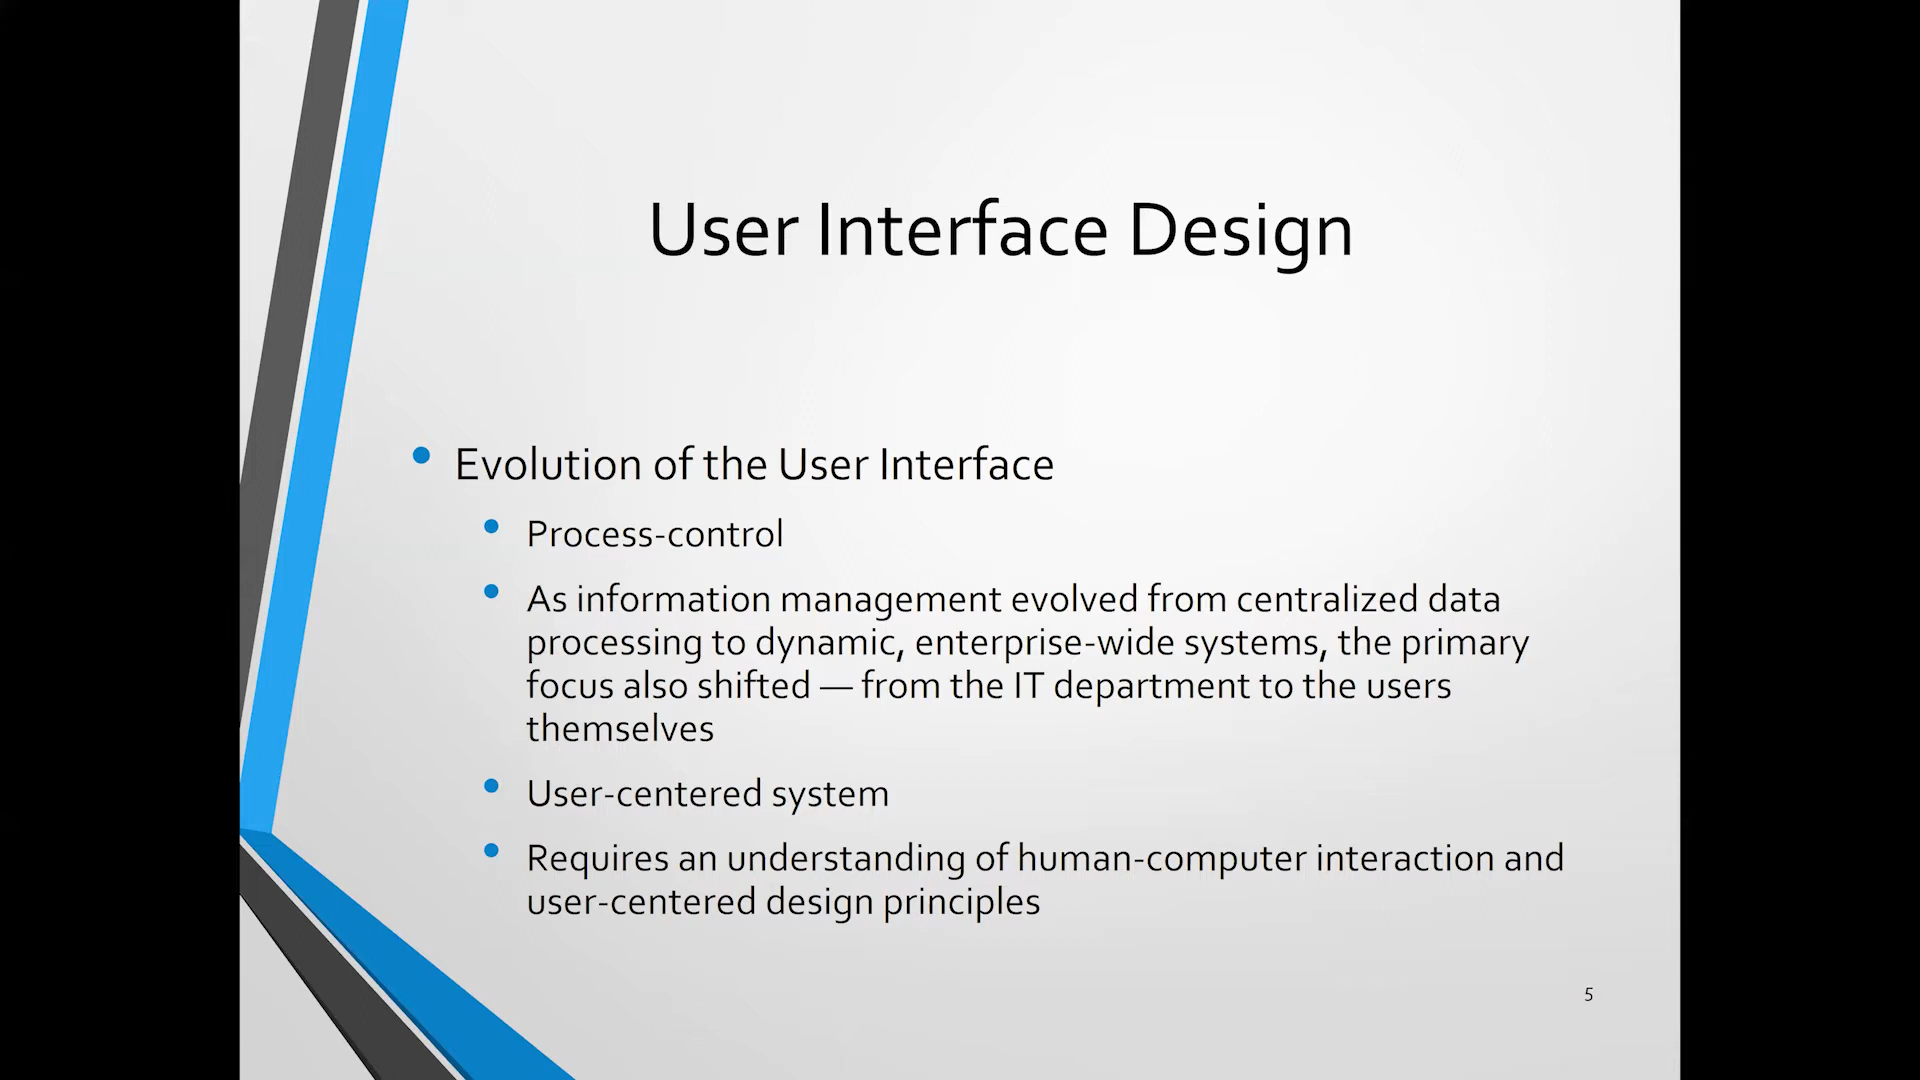 User Interface Design
• Evolution of the User Interface
• Process-control
• As information management evolved from centralized data
processing to dynamic, enterprise-wide systems, the primary
focus also shifted — from the IT department to the users
themselves
• User-centered system
• Requires an understanding of human-computer interaction and
user-centered design principles
5